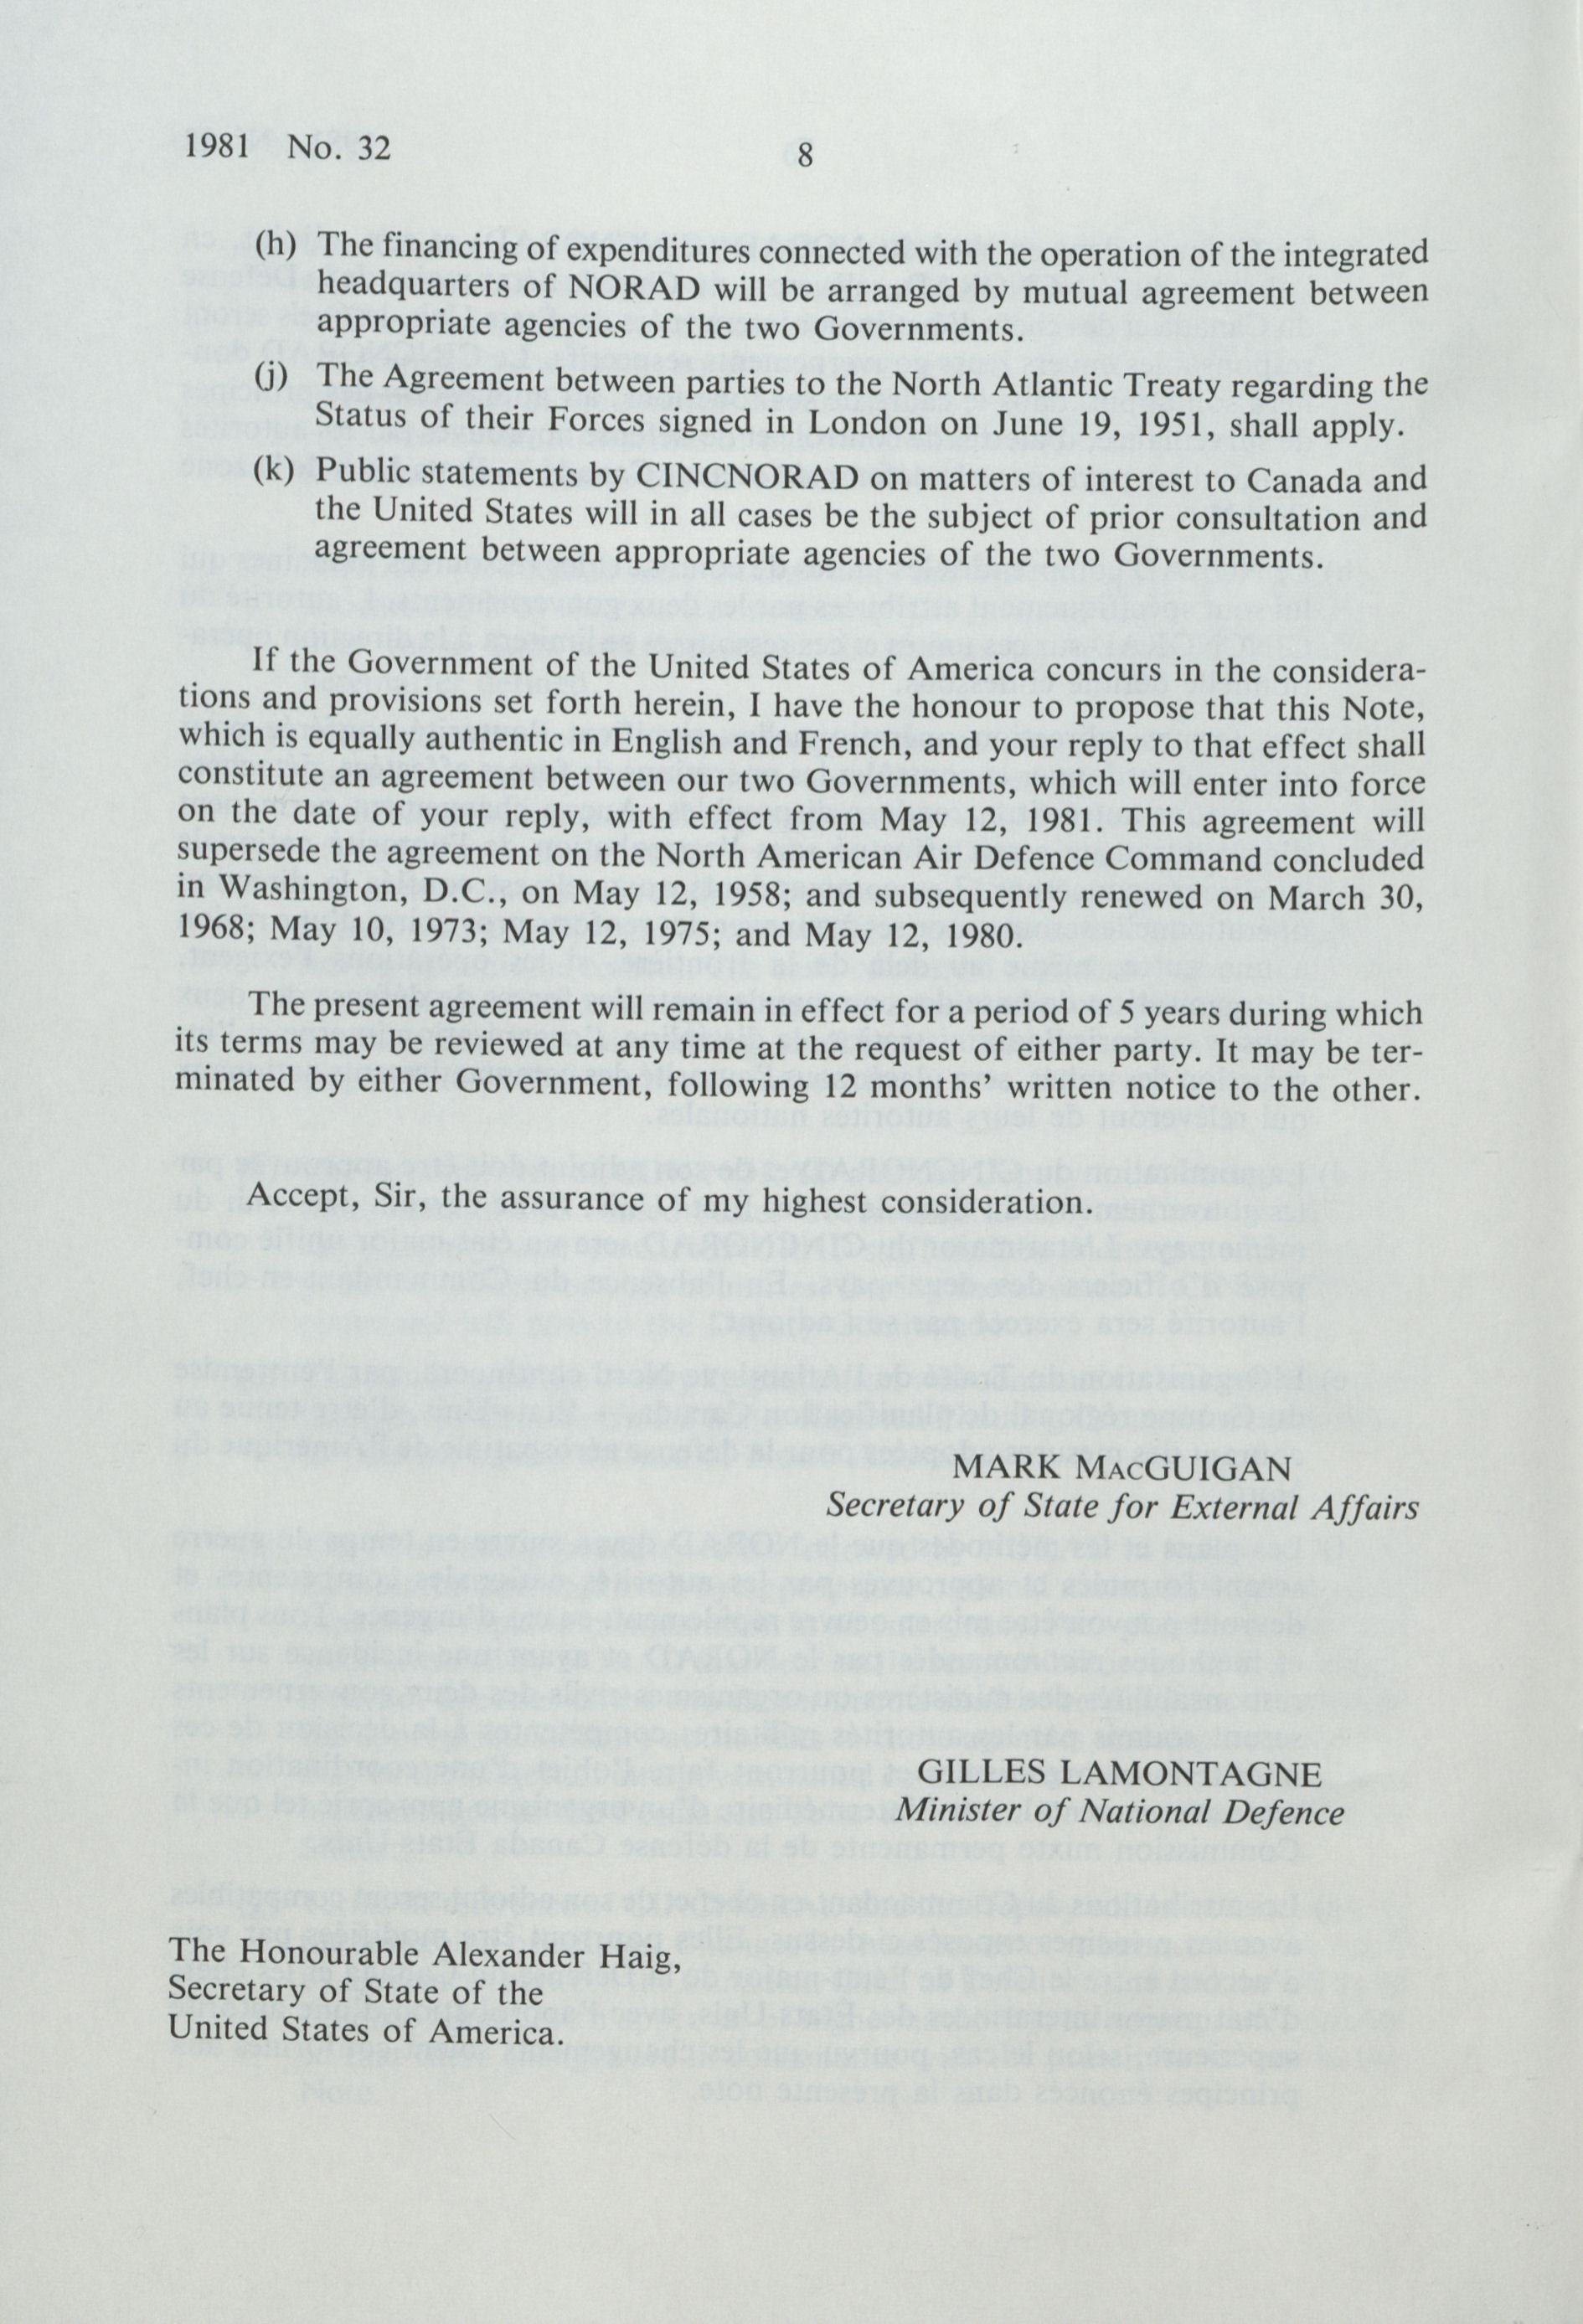 1981 No. 32
8
(h) The financing of expenditures connected with the operation of the integrated
headquarters of NORAD will be arranged by mutual agreement between
appropriate agencies of the two Governments.
(j) The Agreement between parties to the North Atlantic Treaty regarding the
Status of their Forces signed in London on June 19, 1951, shall apply.
(k) Public statements by CINCNORAD on matters of interest to Canada and
the United States will in all cases be the subject of prior consultation and
agreement between appropriate agencies of the two Governments.
If the Government of the United States of America concurs in the considera-
tions and provisions set forth herein, I have the honour to propose that this Note,
which is equally authentic in English and French, and your reply to that effect shall
constitute an agreement between our two Governments, which will enter into force
on the date of your reply, with effect from May 12, 1981. This agreement will
supersede the agreement on the North American Air Defence Command concluded
in Washington, D.C., on May 12, 1958; and subsequently renewed on March 30,
1968; May 10, 1973; May 12, 1975; and May 12, 1980.
The present agreement will remain in effect for a period of 5 years during which
its terms may be reviewed at any time at the request of either party. It may be ter-
minated by either Government, following 12 months’ written notice to the other.
Accept, Sir, the assurance of my highest consideration.
MARK MACGUIGAN
Secretary of State for External Affairs
GILLES LAMONTAGNE
Minister of National Defence
The Honourable Alexander Haig,
Secretary of State of the
United States of America.